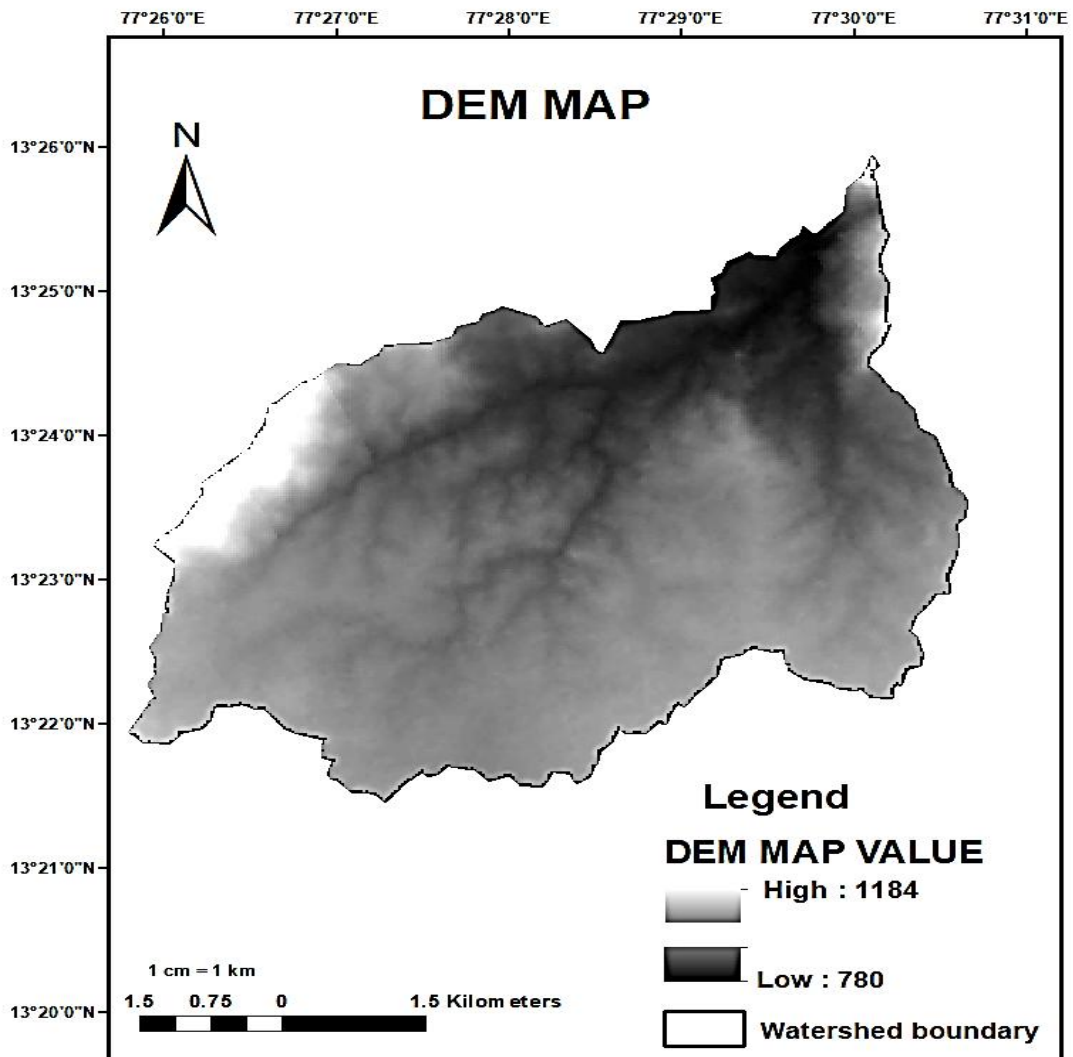 77°26'0"E 77°27'0"E 77°28'0"E 77°29'0"E 77°30'0"E 77°31'0"E
DEM MAP
N
13°26'0"N
13°25'0"N
13°24'0"N
13°23'0"N
13°22'0"N
13°21'0"N
13°20'0"N
Legend
DEM MAP VALUE
High : 1184
Low : 780
Watershed boundary
1 cm = 1 km
1.5 0.75 0 1.5 Kilometers